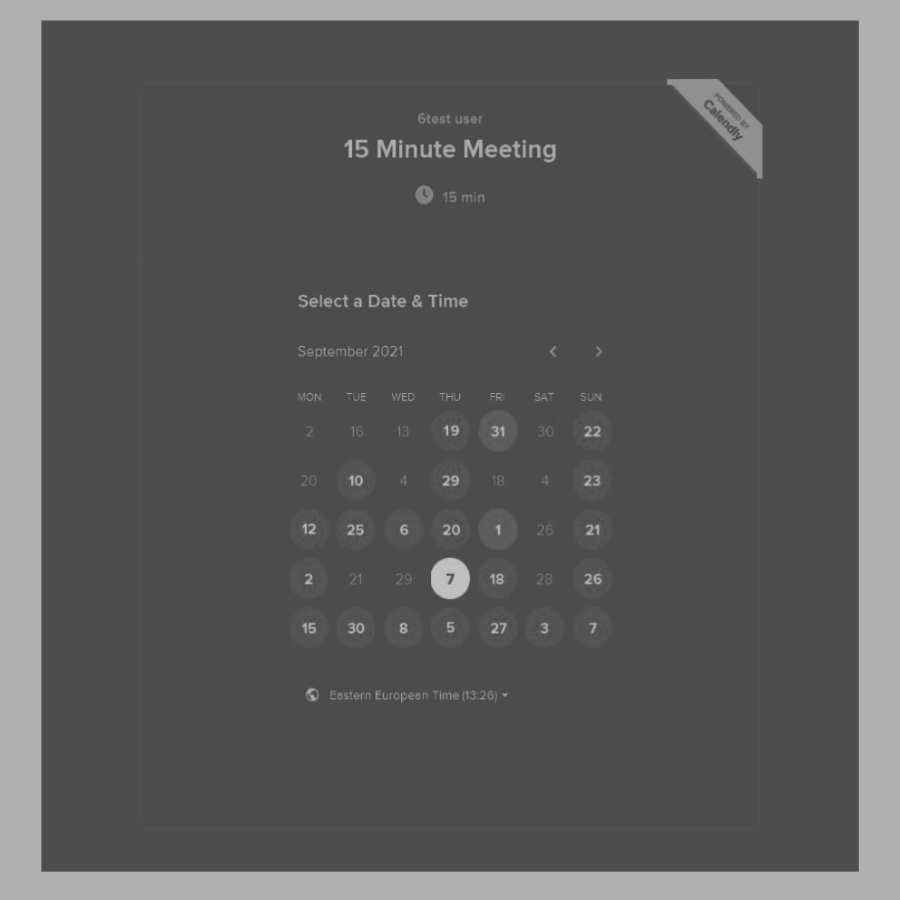 POWERED BY
Calendly
6test user
15 Minute Meeting
15 min
Select a Date & Time
September 2021
MON TUE WED THU FRI SAT SUN
2 16 13 19 31 30 22
20 10 4 29 18 4 23
12 25 6 20 1 26 21
2 21 29 7 18 28 26
15 30 8 5 27 3 7
Eastern European Time (13:26)